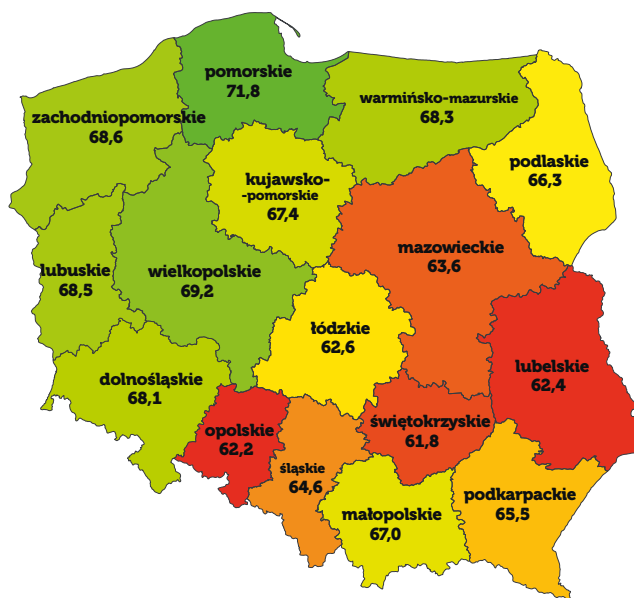 pomorskie
71,8
warmińsko-mazurskie
68,3
zachodniopomorskie
68,6
podlaskie
66,3
kujawsko-
-pomorskie
67,4
mazowieckie
63,6
lubuskie
68,5
wielkopolskie
69,2
łódzkie
62,6
lubelskie
62,4
dolnośląskie
68,1
opolskie
62,2
świętokrzyskie
61,8
śląskie
64,6
podkarpackie
65,5
małopolskie
67,0